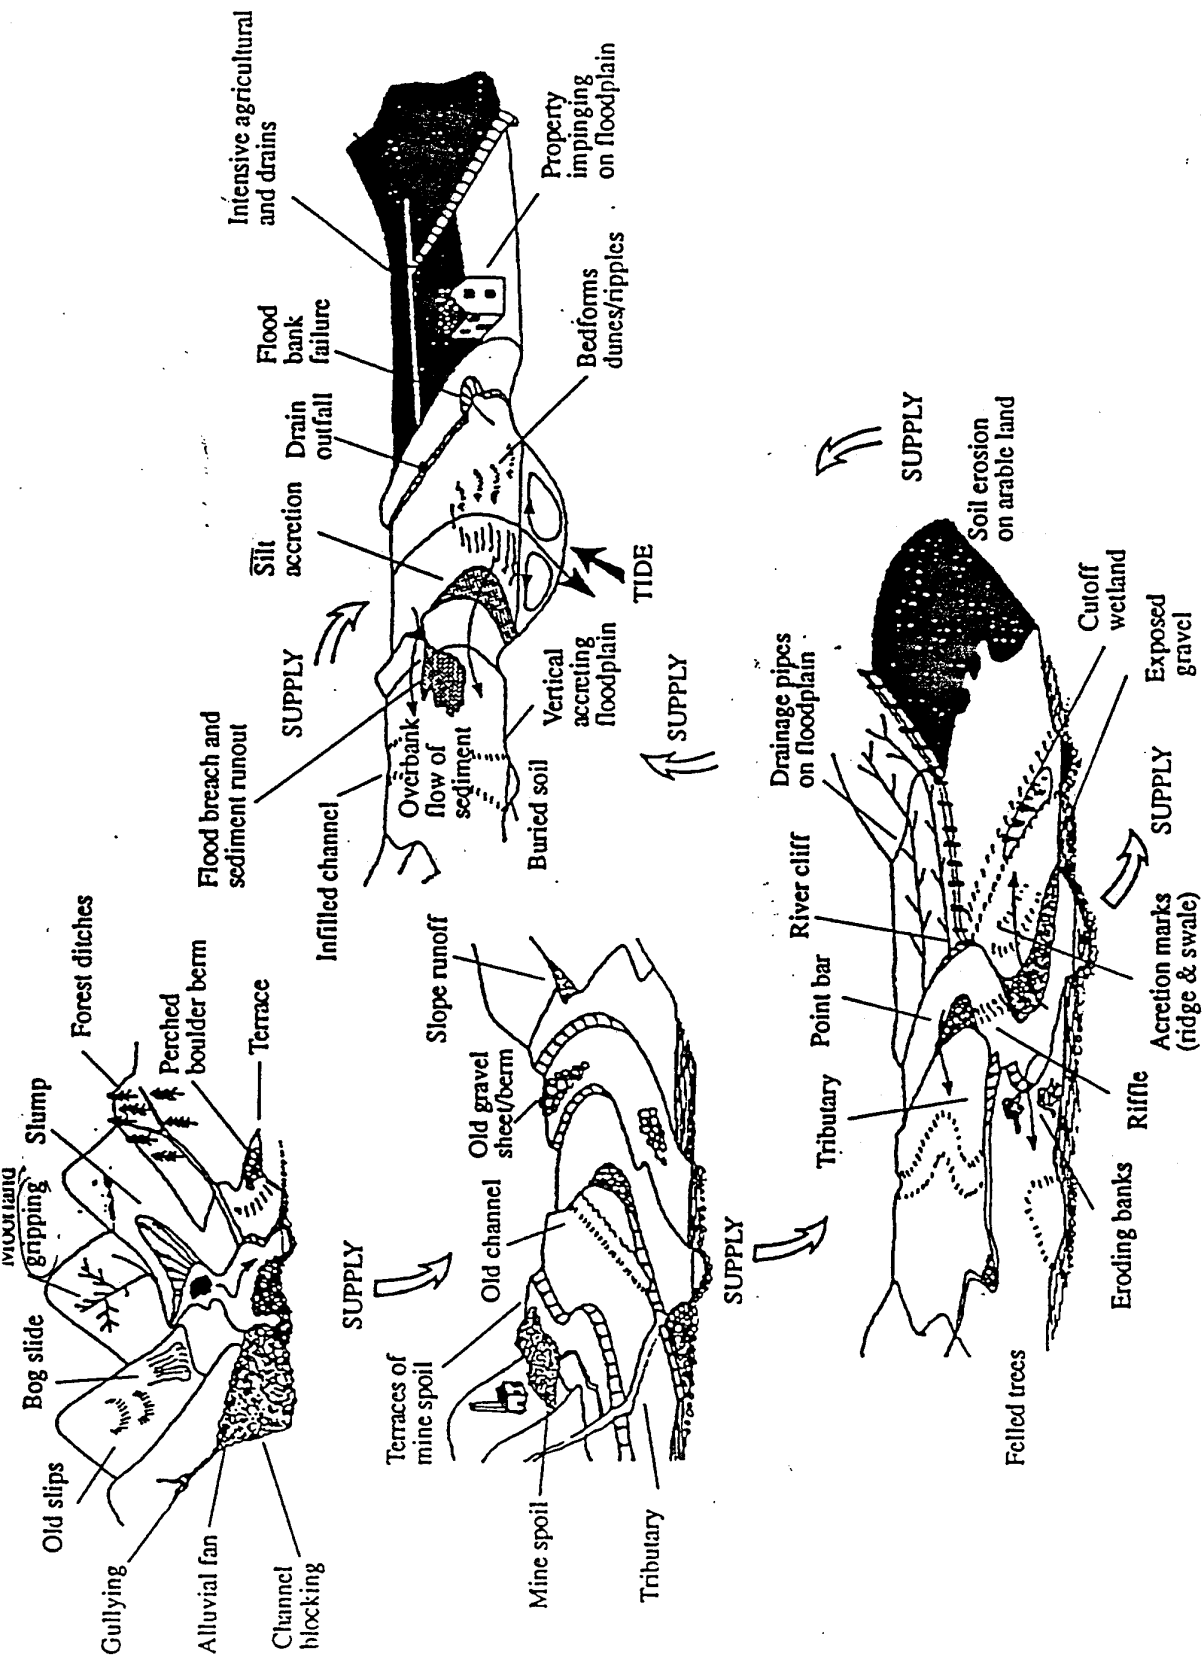 Moorland
gripping
Slump
Forest ditches
Perched
boulder berm
Terrace
Bog slide
Old slips
Gullying
Alluvial fan
Channel
blocking
SUPPLY
Terraces of
mine spoil
Old channel
Old gravel
sheet/berm
Slope runoff
Mine spoil
Tributary
SUPPLY
Tributary
Point bar
River cliff
Drainage pipes
on floodplain
Soil erosion
on arable land
SUPPLY
Cutoff
wetland
Exposed
gravel
SUPPLY
Acretion marks
(ridge & swale)
Riffle
Eroding banks
Felled trees
SUPPLY
Infilled channel
Flood breach and
sediment runout
SUPPLY
Silt
accretion
Drain
outfall
Flood
bank
failure
Intensive agricultural
and drains
Property
impinging
on floodplain
Bedforms
dunes/ripples
TIDE
Vertical
accreting
floodplain
Buried soil
Overbank
flow of
sediment